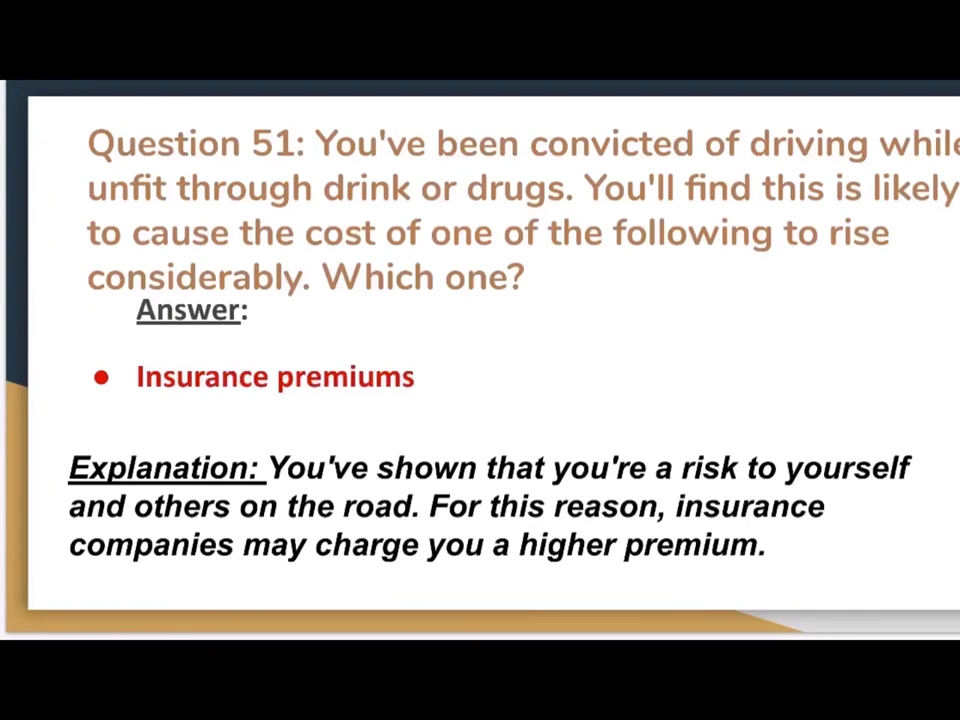 Question 51: You've been convicted of driving while
unfit through drink or drugs. You'll find this is likely
to cause the cost of one of the following to rise
considerably. Which one?
Answer:
● Insurance premiums
Explanation: You've shown that you're a risk to yourself
and others on the road. For this reason, insurance
companies may charge you a higher premium.